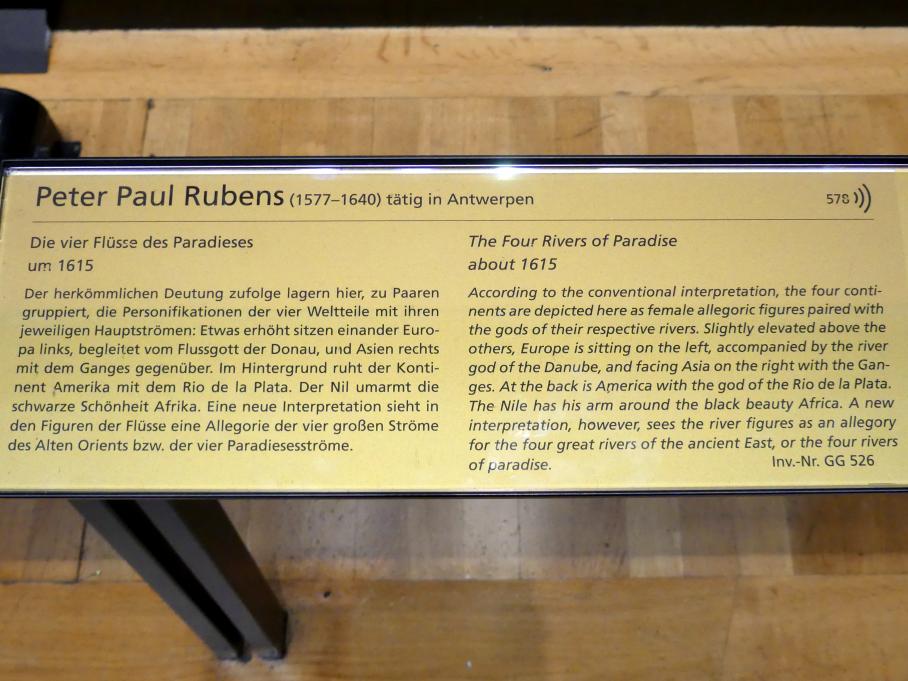 Peter Paul Rubens (1577–1640) tätig in Antwerpen
578
Die vier Flüsse des Paradieses
um 1615
Der herkömmlichen Deutung zufolge lagern hier, zu Paaren
gruppiert, die Personifikationen der vier Weltteile mit ihren
jeweiligen Hauptströmen: Etwas erhöht sitzen einander Euro-
pa links, begleitet vom Flussgott der Donau, und Asien rechts
mit dem Ganges gegenüber. Im Hintergrund ruht der Konti-
nent Amerika mit dem Rio de la Plata. Der Nil umarmt die
schwarze Schönheit Afrika. Eine neue Interpretation sieht in
den Figuren der Flüsse eine Allegorie der vier großen Ströme
des Alten Orients bzw. der vier Paradiesesströme.
The Four Rivers of Paradise
about 1615
According to the conventional interpretation, the four conti-
nents are depicted here as female allegoric figures paired with
the gods of their respective rivers. Slightly elevated above the
others, Europe is sitting on the left, accompanied by the river
god of the Danube, and facing Asia on the right with the Gan-
ges. At the back is America with the god of the Rio de la Plata.
The Nile has his arm around the black beauty Africa. A new
interpretation, however, sees the river figures as an allegory
for the four great rivers of the ancient East, or the four rivers
of paradise.
Inv.-Nr. GG 526